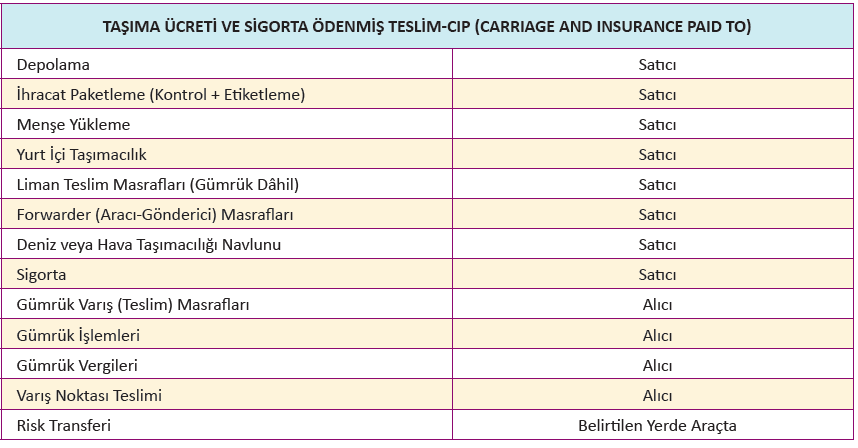 TAŞIMA ÜCRETİ VE SİGORTA ÖDENMİŞ TESLİM-CIP (CARRIAGE AND INSURANCE PAID TO)
Depolama Satıcı
İhracat Paketleme (Kontrol + Etiketleme) Satıcı
Menşe Yükleme Satıcı
Yurt İçi Taşımacılık Satıcı
Liman Teslim Masrafları (Gümrük Dâhil) Satıcı
Forwarder (Aracı-Gönderici) Masrafları Satıcı
Deniz veya Hava Taşımacılığı Navlunu Satıcı
Sigorta Satıcı
Gümrük Varış (Teslim) Masrafları Alıcı
Gümrük İşlemleri Alıcı
Gümrük Vergileri Alıcı
Varış Noktası Teslimi Alıcı
Risk Transferi Belirtilen Yerde Araçta